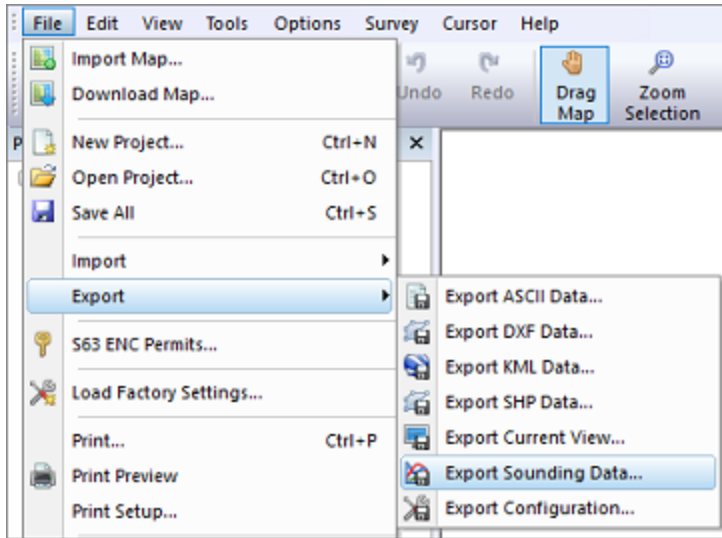 File Edit View Tools Options Survey Cursor Help
Import Map...
Download Map...
Undo Redo Drag Map Zoom Selection
P
New Project... Ctrl+N
Open Project... Ctrl+O
Save All Ctrl+S
Import
Export
S63 ENC Permits...
Load Factory Settings...
Print... Ctrl+P
Print Preview
Print Setup...
Export ASCII Data...
Export DXF Data...
Export KML Data...
Export SHP Data...
Export Current View...
Export Sounding Data...
Export Configuration...